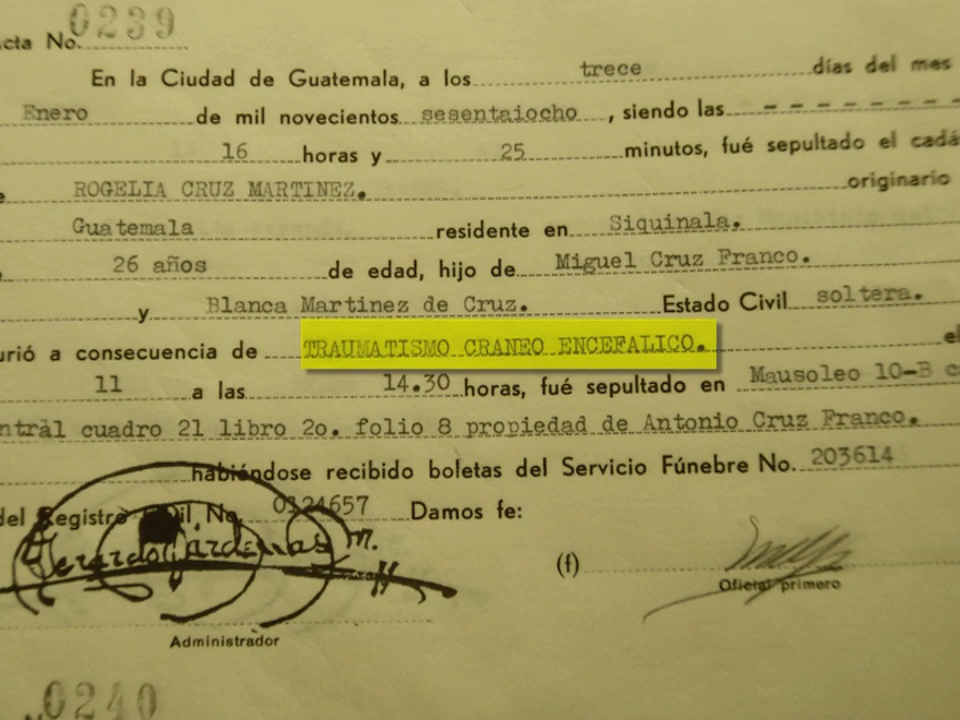 cta No. 0239
En la Ciudad de Guatemala, a los trece días del mes
Enero de mil novecientos sesentaiocho, siendo las
16 horas y 25 minutos, fué sepultado el cadá
e ROGELIA CRUZ MARTINEZ. originario
Guatemala residente en Siquinala.
26 años de edad, hijo de Miguel Cruz Franco.
y Blanca Martinez de Cruz. Estado Civil soltera.
urió a consecuencia de TRAUMATISMO CRANEO ENCEFALICO. el
11 a las 14.30 horas, fué sepultado en Mausoleo 10-B c
ntral cuadro 21 libro 2o. folio 8 propiedad de Antonio Cruz Franco.
habiéndose recibido boletas del Servicio Fúnebre No. 203614
del Registro Civil No. 0124657 Damos fe:
(f)
Oficial primero
Administrador
0240